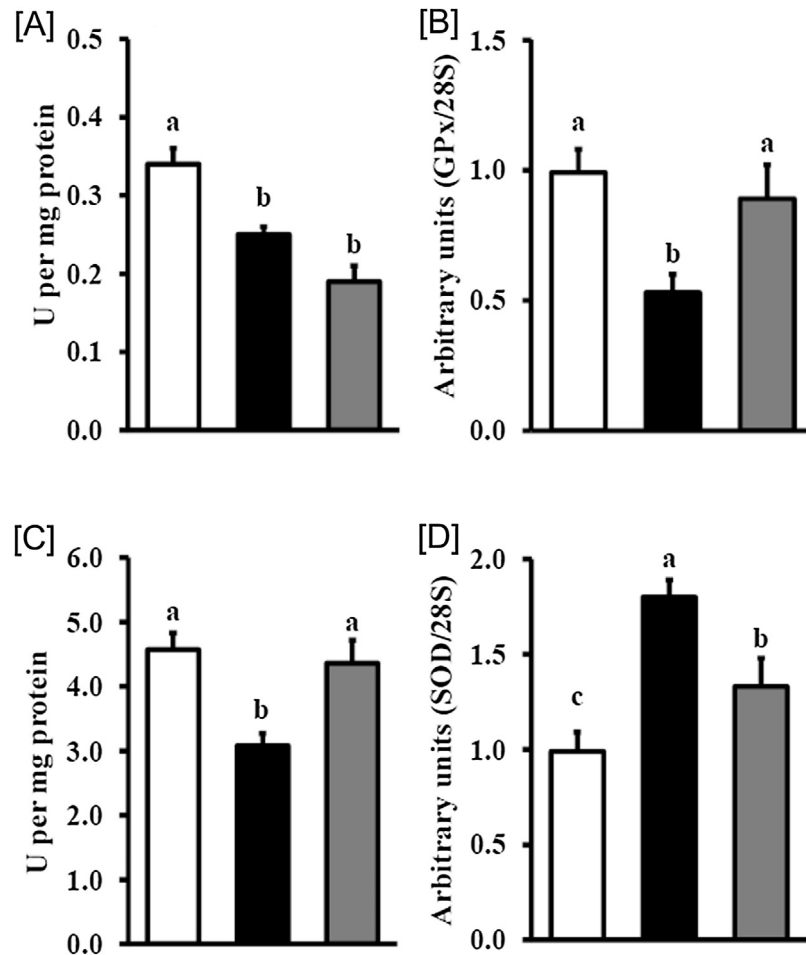 [A]
U per mg protein
0.5
0.4
0.3
0.2
0.1
0.0
a
b
b
[B]
Arbitrary units (GPx/28S)
1.5
1.0
0.5
0.0
a
b
a
[C]
U per mg protein
6.0
5.0
4.0
3.0
2.0
1.0
0.0
a
b
a
[D]
Arbitrary units (SOD/28S)
2.0
1.5
1.0
0.5
0.0
c
a
b